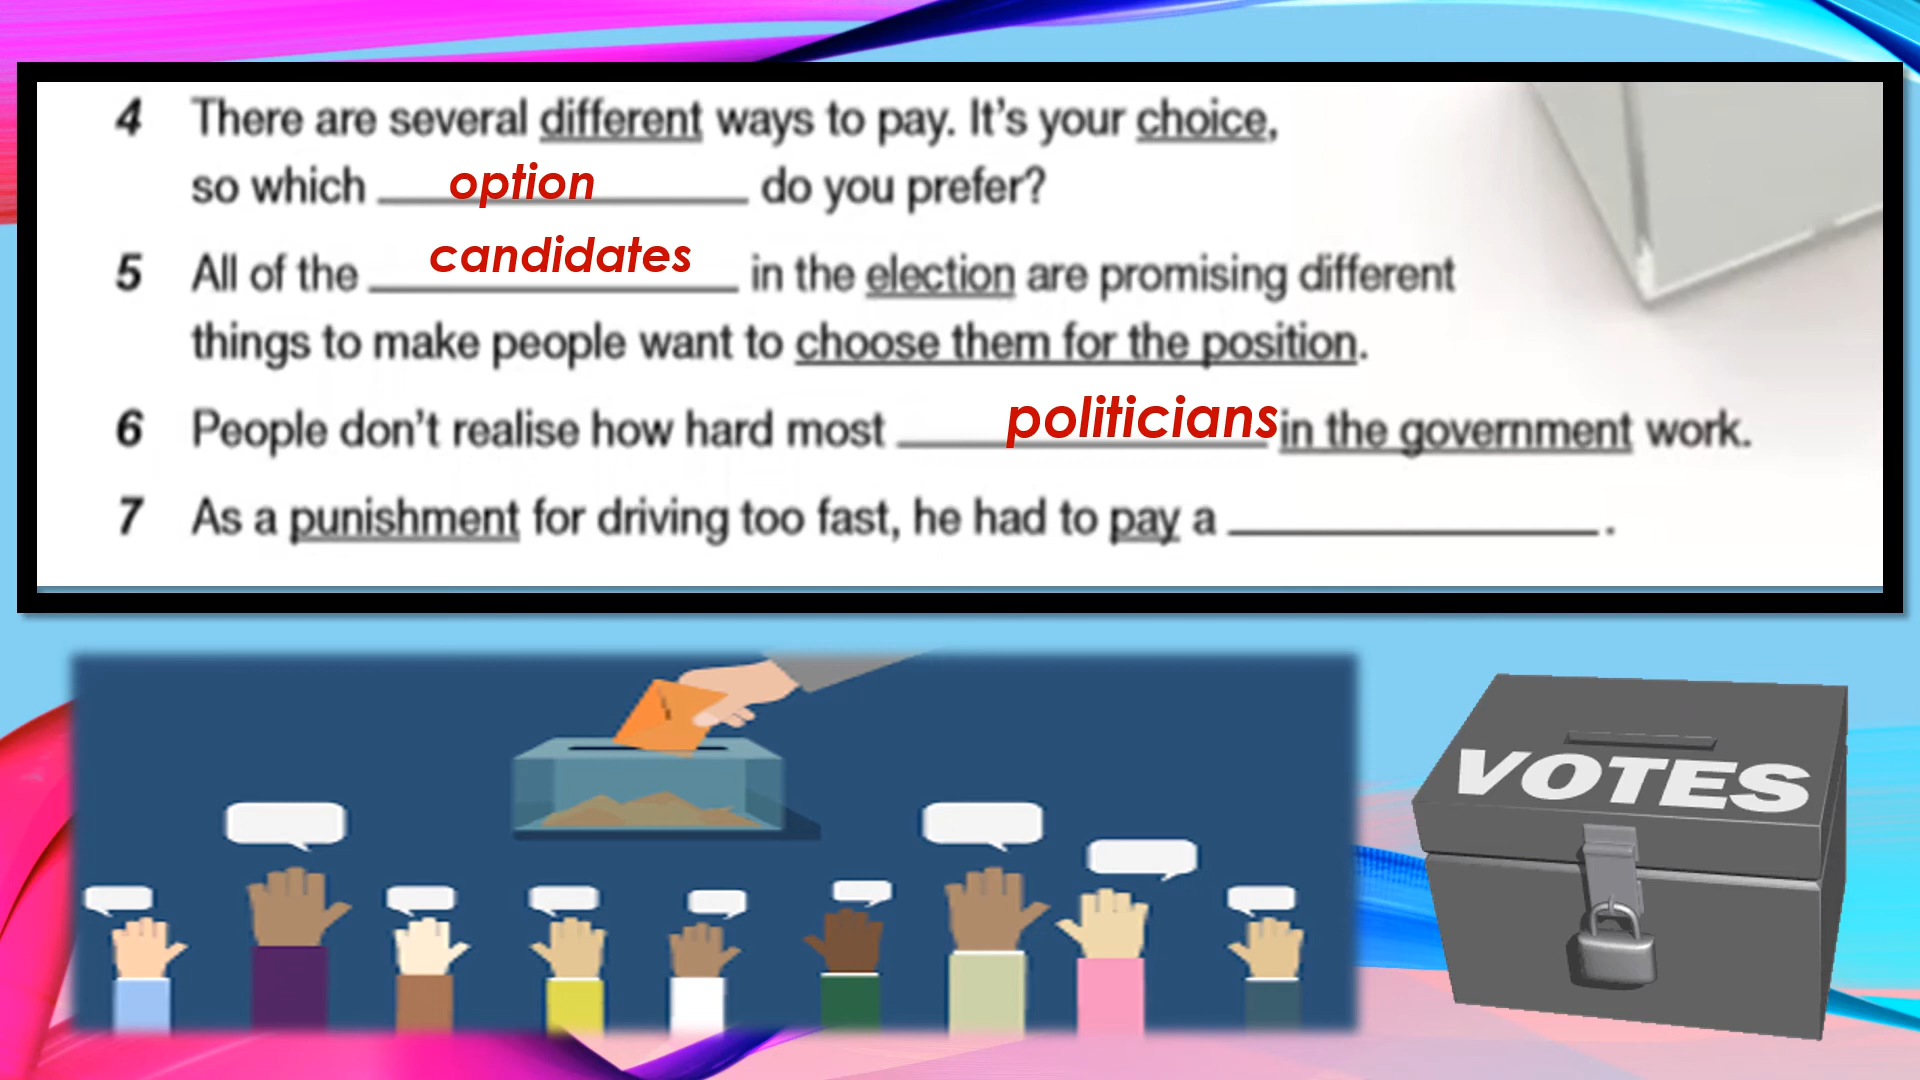 4 There are several different ways to pay. It's your choice,
so which option do you prefer?
5 All of the candidates in the election are promising different
things to make people want to choose them for the position.
6 People don't realise how hard most politicians in the government work.
7 As a punishment for driving too fast, he had to pay a ____________.
VOTES